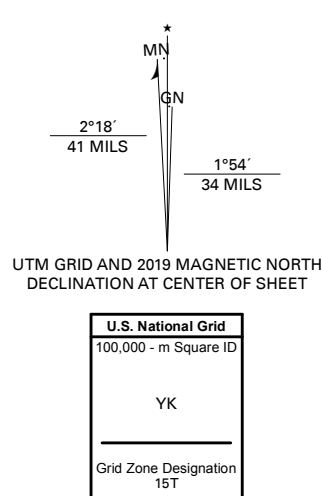 ★
MN
GN
2°18´
41 MILS
1°54´
34 MILS
UTM GRID AND 2019 MAGNETIC NORTH
DECLINATION AT CENTER OF SHEET
U.S. National Grid
100,000 - m Square ID
YK
Grid Zone Designation
15T